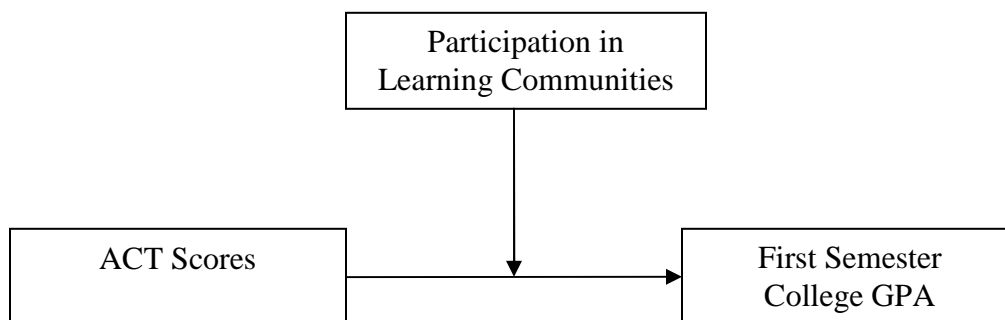 Participation in
Learning Communities
ACT Scores
First Semester
College GPA